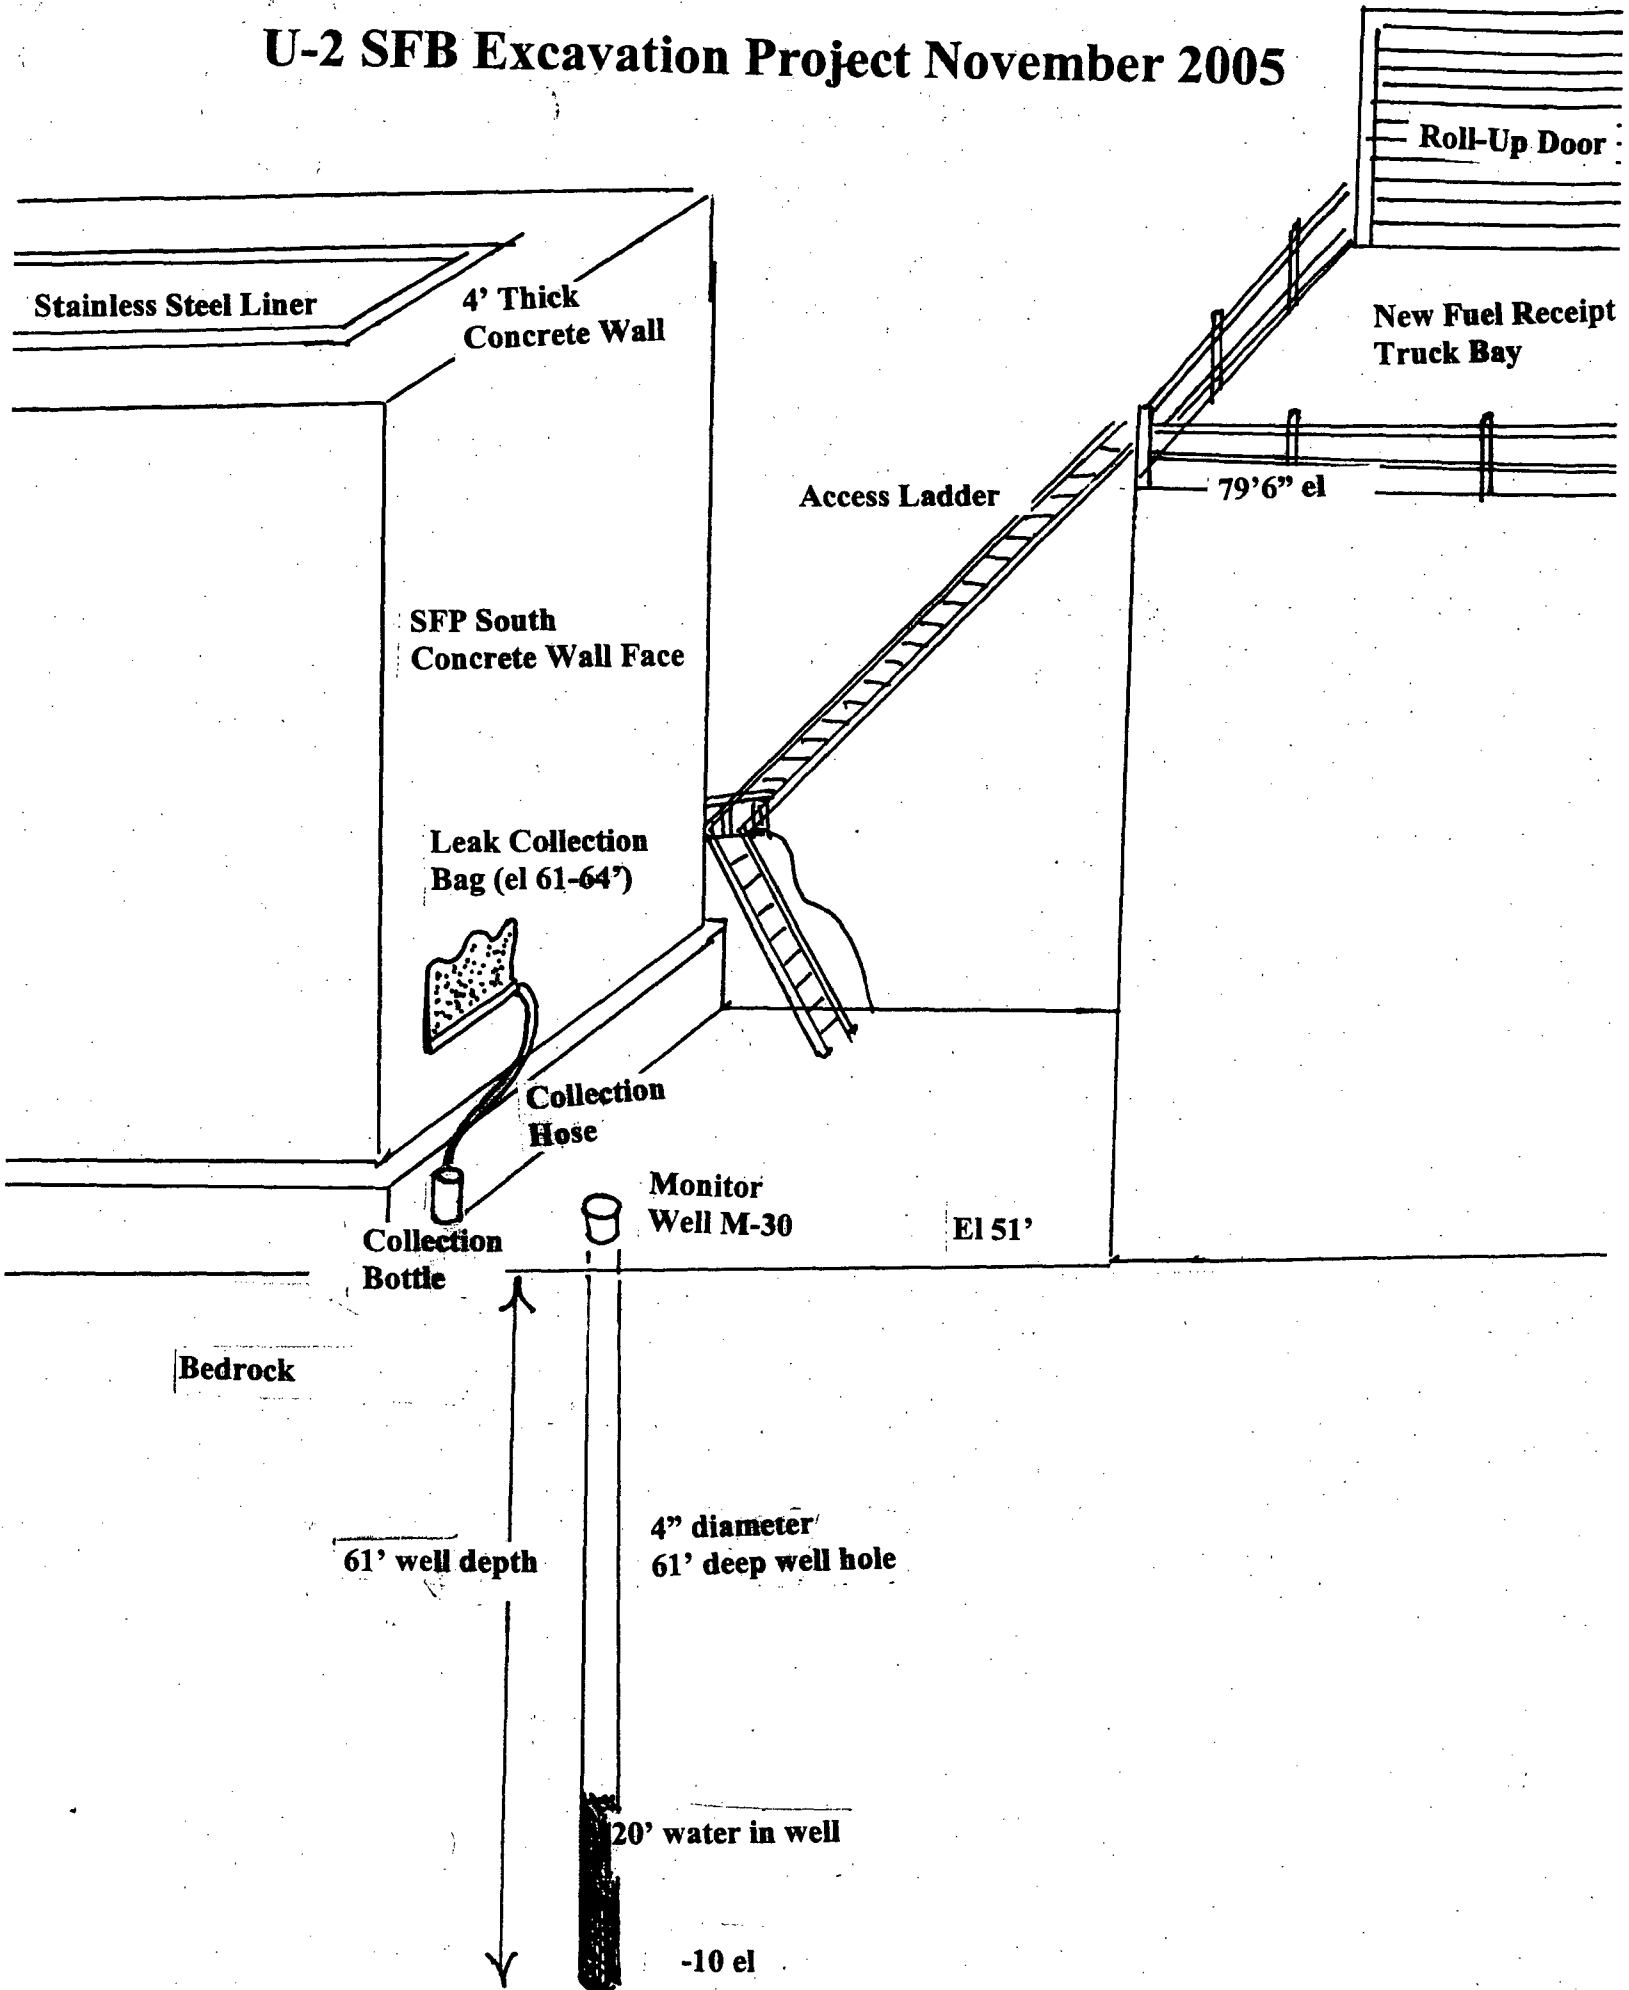 U-2 SFB Excavation Project November 2005
Roll-Up Door
Stainless Steel Liner
4’ Thick
Concrete Wall
New Fuel Receipt
Truck Bay
Access Ladder
79’6” el
SFP South
Concrete Wall Face
Leak Collection
Bag (el 61-64’)
Collection
Hose
Monitor
Well M-30
El 51’
Collection
Bottle
Bedrock
4” diameter
61’ deep well hole
61’ well depth
20’ water in well
-10 el